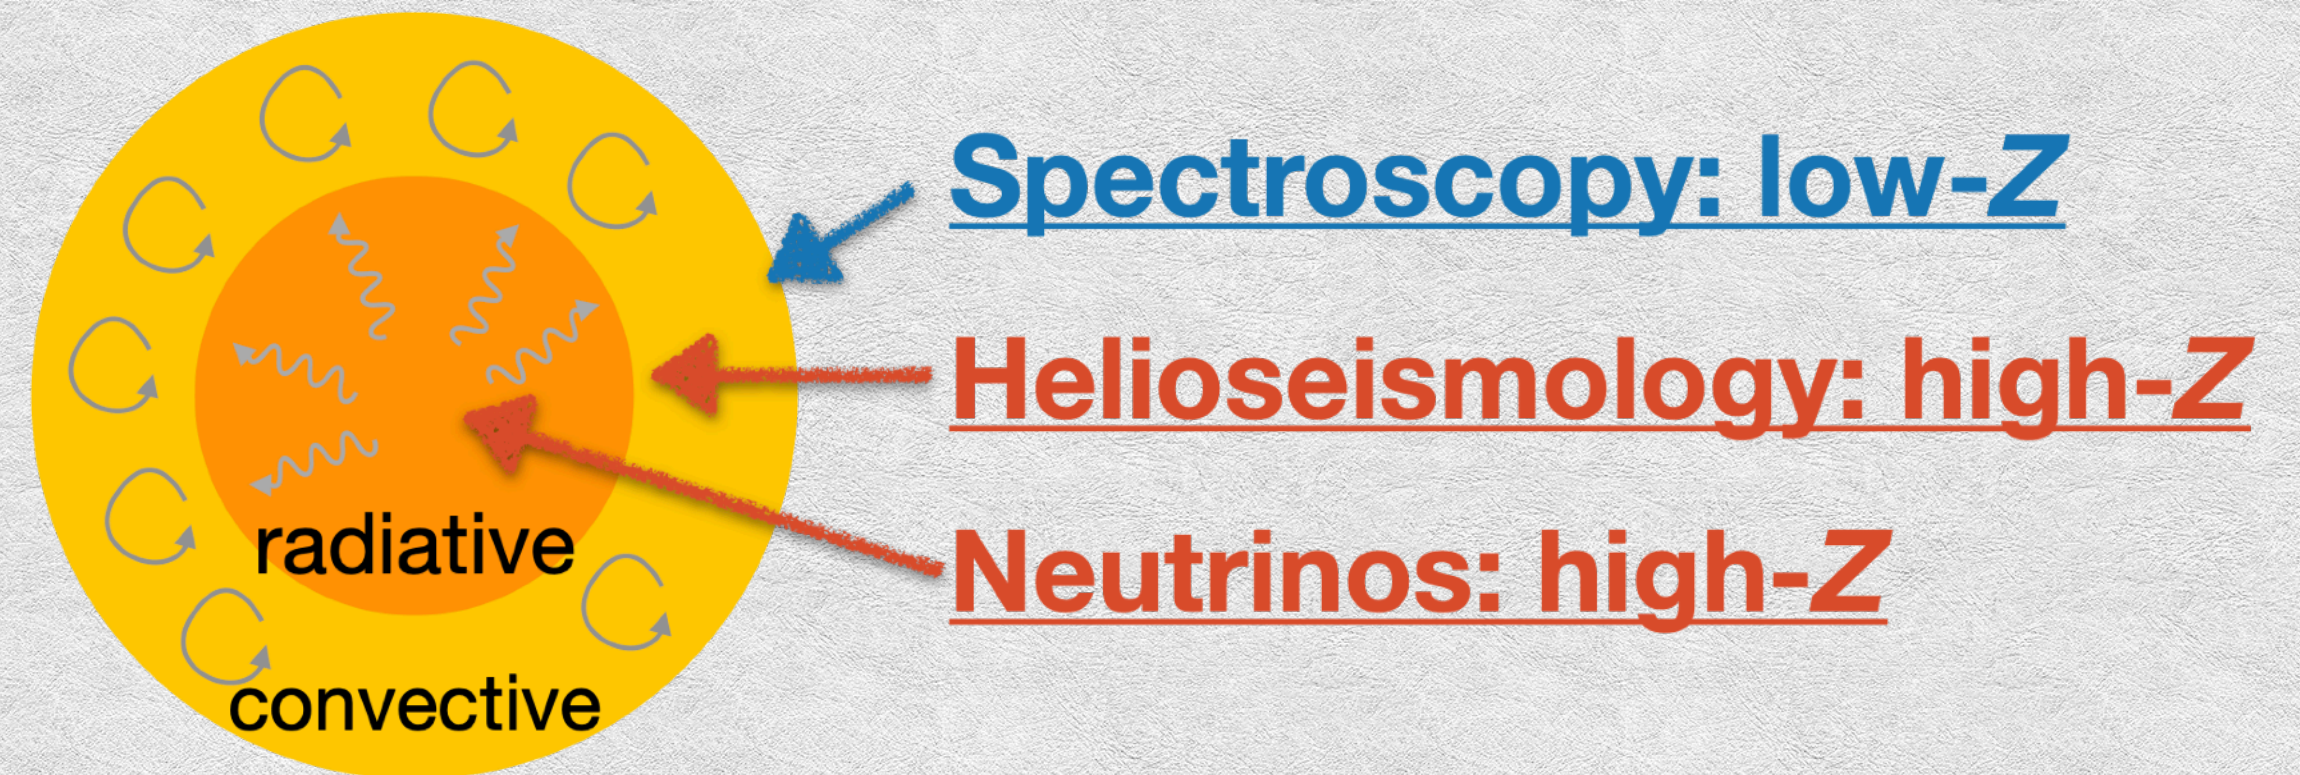 Spectroscopy: low-Z
Helioseismology: high-Z
Neutrinos: high-Z
radiative
convective